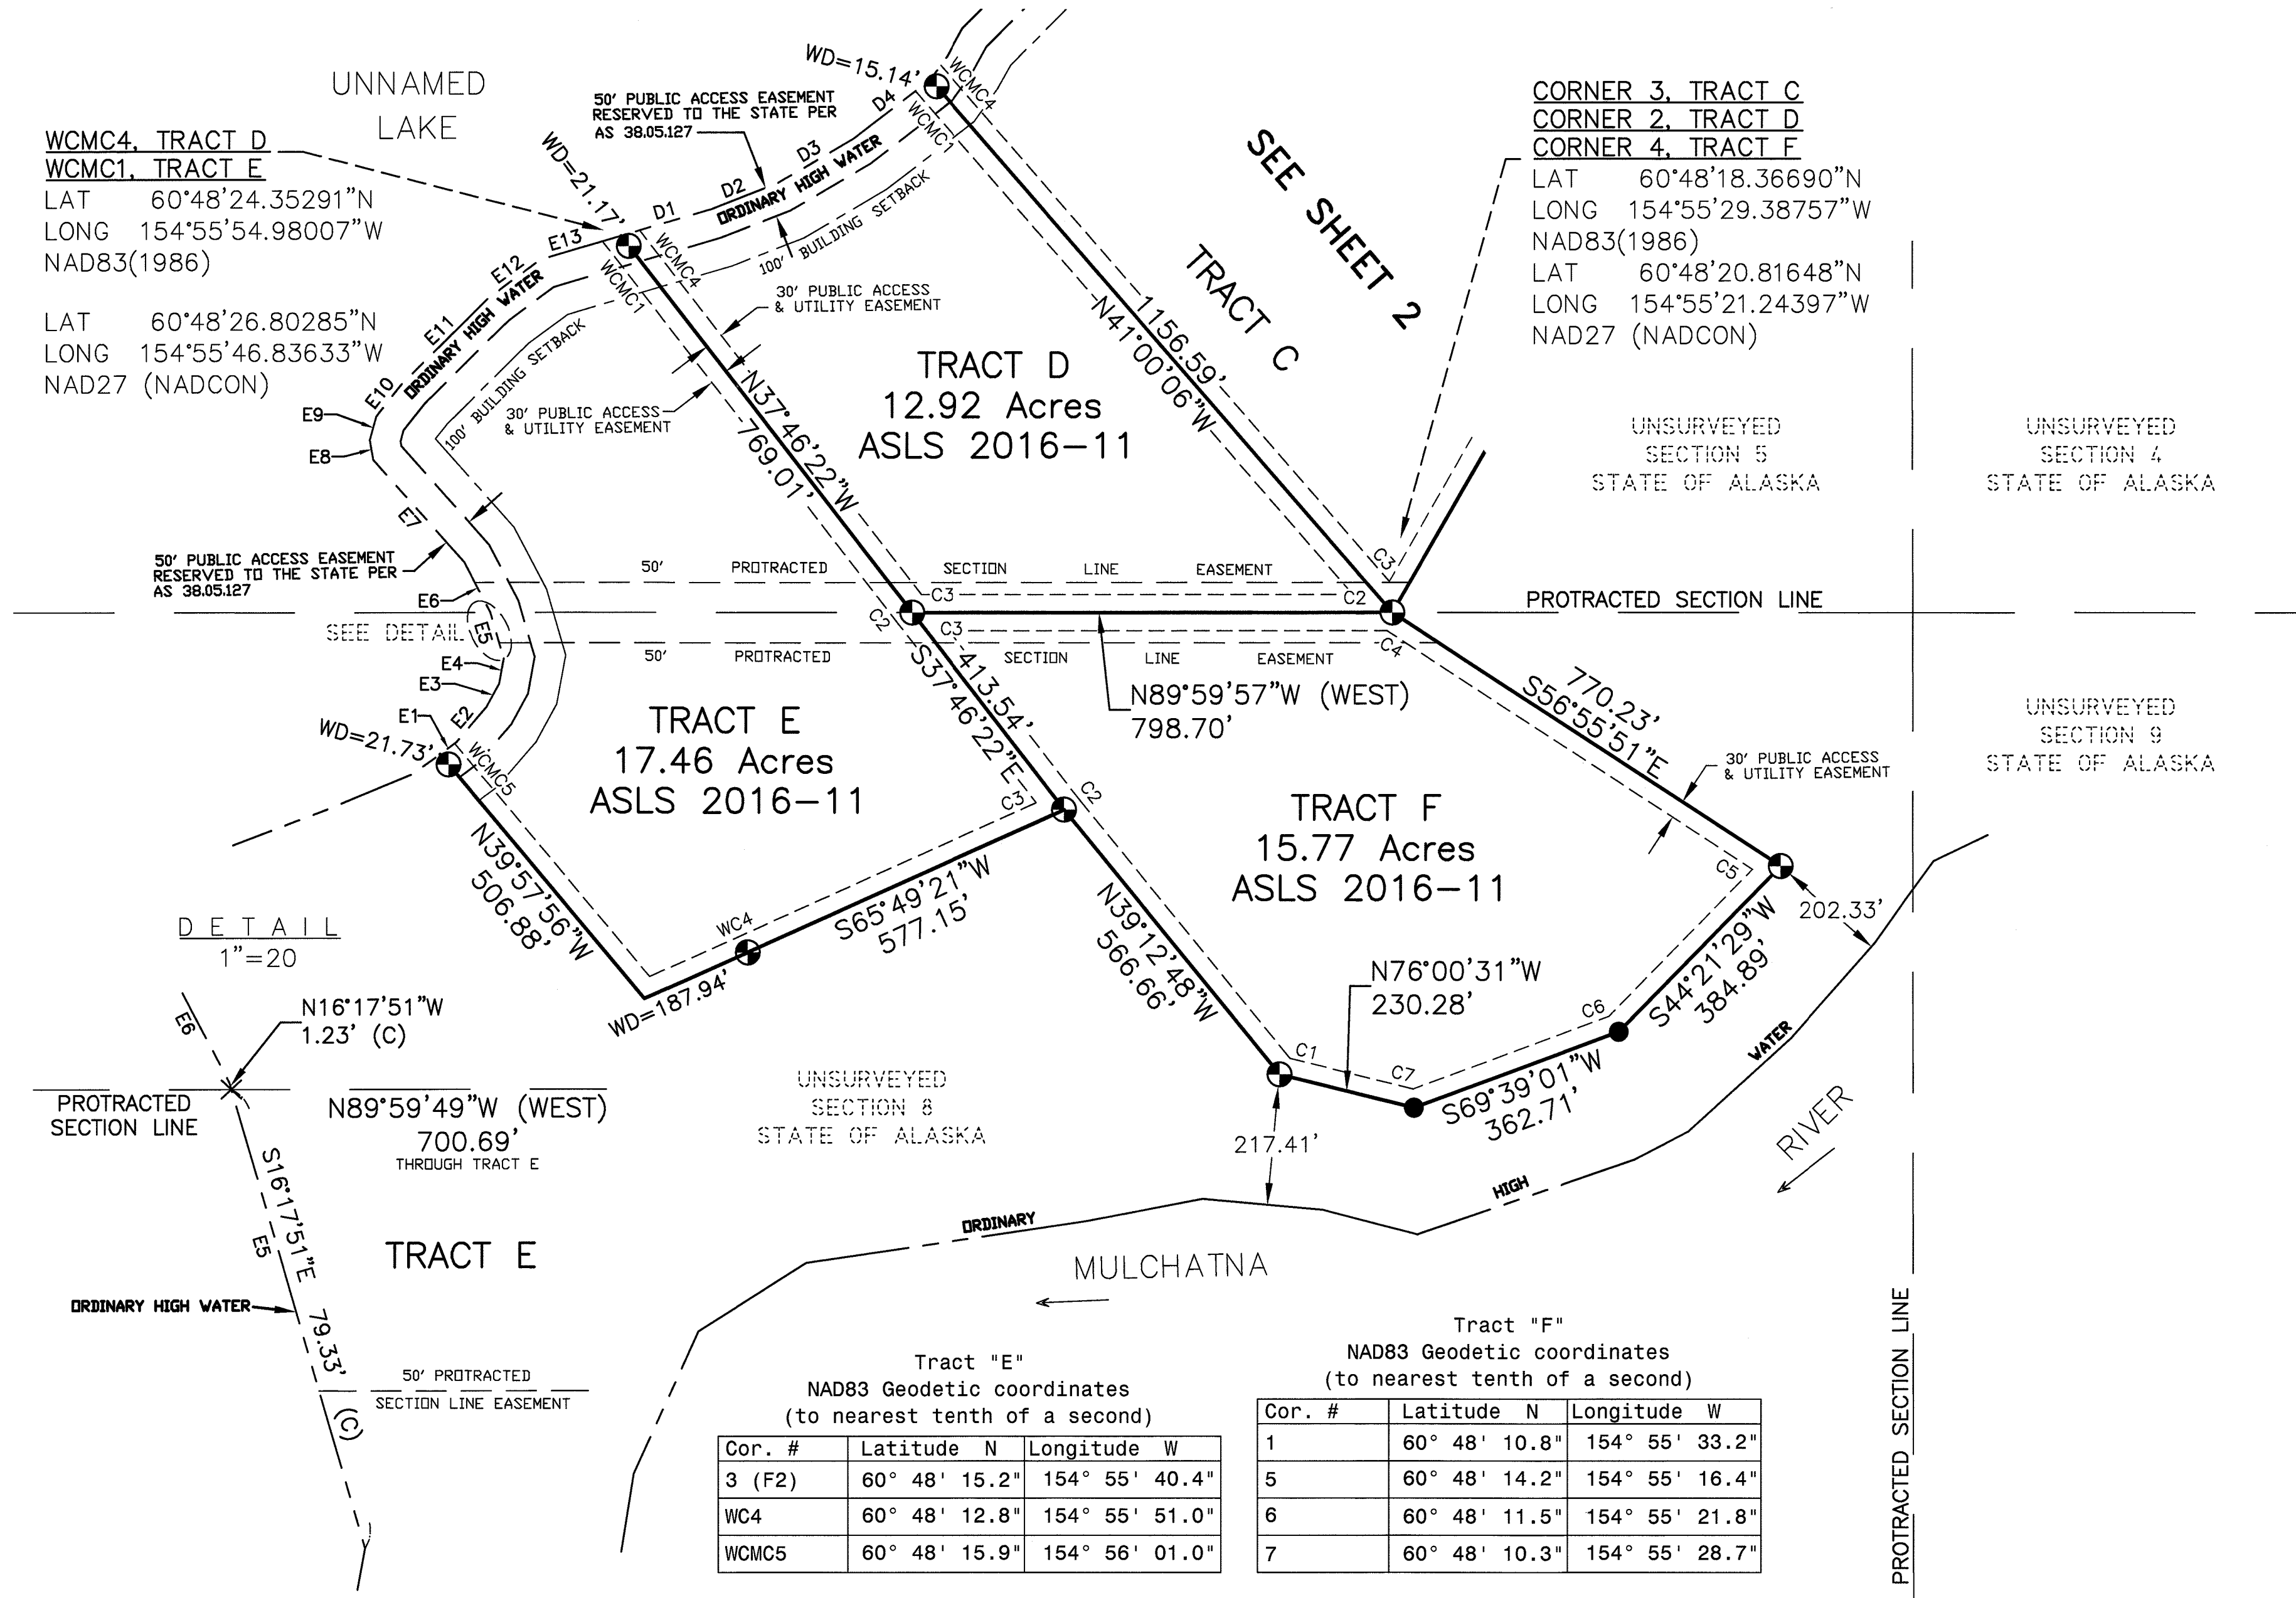 UNNAMED
LAKE
WCMC4, TRACT D
WCMC1, TRACT E
LAT 60°48'24.35291"N
LONG 154°55'54.98007"W
NAD83(1986)
LAT 60°48'26.80285"N
LONG 154°55'46.83633"W
NAD27 (NADCON)
WD=15.14'
WCMC4
WCMC1
50' PUBLIC ACCESS EASEMENT
RESERVED TO THE STATE PER
AS 38.05.127
WD=21.17'
D1
D2
D3
D4
ORDINARY HIGH WATER
100' BUILDING SETBACK
WCMC4
WCMC1
E13
E12
E11
E10
E9
E8
E7
ORDINARY HIGH WATER
100' BUILDING SETBACK
30' PUBLIC ACCESS
& UTILITY EASEMENT
30' PUBLIC ACCESS
& UTILITY EASEMENT
N37°46'22"W
769.01'
TRACT D
12.92 Acres
ASLS 2016-11
1156.59'
N41°00'06"W
TRACT C
SEE SHEET 2
CORNER 3, TRACT C
CORNER 2, TRACT D
CORNER 4, TRACT F
LAT 60°48'18.36690"N
LONG 154°55'29.38757"W
NAD83(1986)
LAT 60°48'20.81648"N
LONG 154°55'21.24397"W
NAD27 (NADCON)
UNSURVEYED
SECTION 5
STATE OF ALASKA
UNSURVEYED
SECTION 4
STATE OF ALASKA
50' PUBLIC ACCESS EASEMENT
RESERVED TO THE STATE PER
AS 38.05.127
50' PROTRACTED SECTION LINE EASEMENT
C3
C2
C3
PROTRACTED SECTION LINE
E6
SEE DETAIL
E5
E4
E3
E2
E1
C2
C3
C4
50' PROTRACTED SECTION LINE EASEMENT
N89°59'57"W (WEST)
798.70'
413.54'
S37°46'22"E
770.23'
S56°55'51"E
30' PUBLIC ACCESS
& UTILITY EASEMENT
UNSURVEYED
SECTION 9
STATE OF ALASKA
WD=21.73'
WCMC5
TRACT E
17.46 Acres
ASLS 2016-11
C3
C2
TRACT F
15.77 Acres
ASLS 2016-11
C5
202.33'
N39°57'56"W
506.88'
WC4
S65°49'21"W
577.15'
WD=187.94'
N39°12'48"W
566.66'
N76°00'31"W
230.28'
C1
C7
C6
S44°21'29"W
384.89'
S69°39'01"W
362.71'
217.41'
UNSURVEYED
SECTION 8
STATE OF ALASKA
ORDINARY HIGH WATER
MULCHATNA RIVER
PROTRACTED SECTION LINE
DETAIL
1"=20
E6
N16°17'51"W
1.23' (C)
PROTRACTED
SECTION LINE
N89°59'49"W (WEST)
700.69'
THROUGH TRACT E
S16°17'51"E 79.33' (C)
E5
TRACT E
ORDINARY HIGH WATER
50' PROTRACTED
SECTION LINE EASEMENT
Tract "E"
NAD83 Geodetic coordinates
(to nearest tenth of a second)
Cor. # Latitude N Longitude W
3 (F2) 60° 48' 15.2" 154° 55' 40.4"
WC4 60° 48' 12.8" 154° 55' 51.0"
WCMC5 60° 48' 15.9" 154° 56' 01.0"
Tract "F"
NAD83 Geodetic coordinates
(to nearest tenth of a second)
Cor. # Latitude N Longitude W
1 60° 48' 10.8" 154° 55' 33.2"
5 60° 48' 14.2" 154° 55' 16.4"
6 60° 48' 11.5" 154° 55' 21.8"
7 60° 48' 10.3" 154° 55' 28.7"